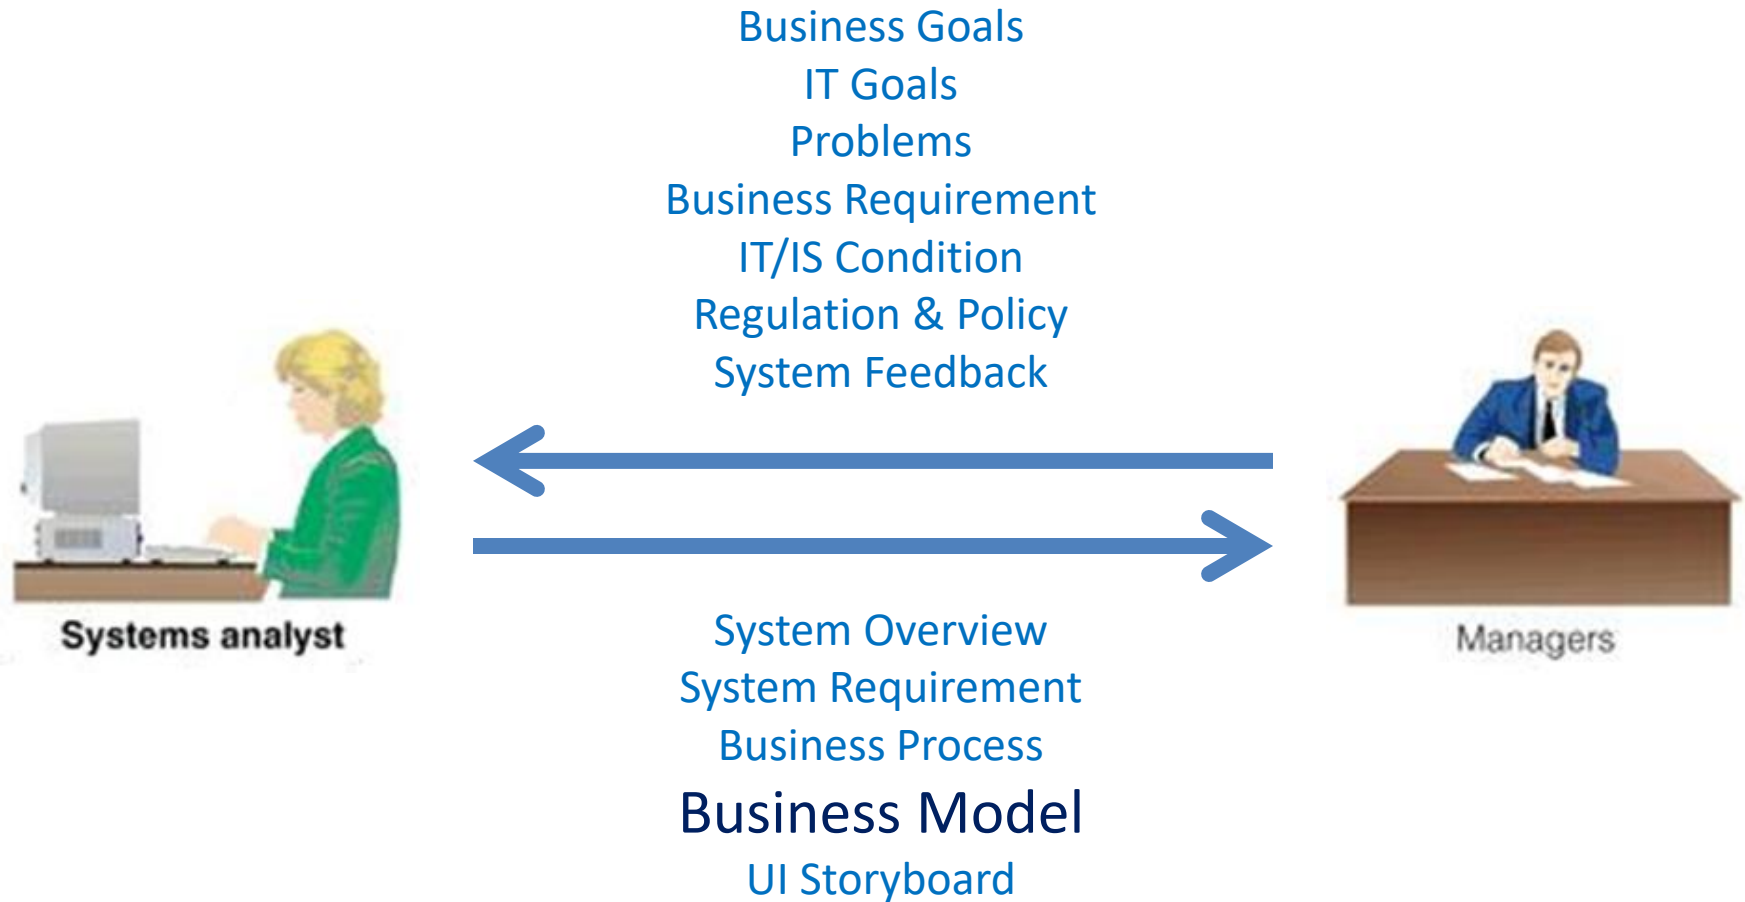 Business Goals
IT Goals
Problems
Business Requirement
IT/IS Condition
Regulation & Policy
System Feedback
Systems analyst
Managers
System Overview
System Requirement
Business Process
Business Model
UI Storyboard